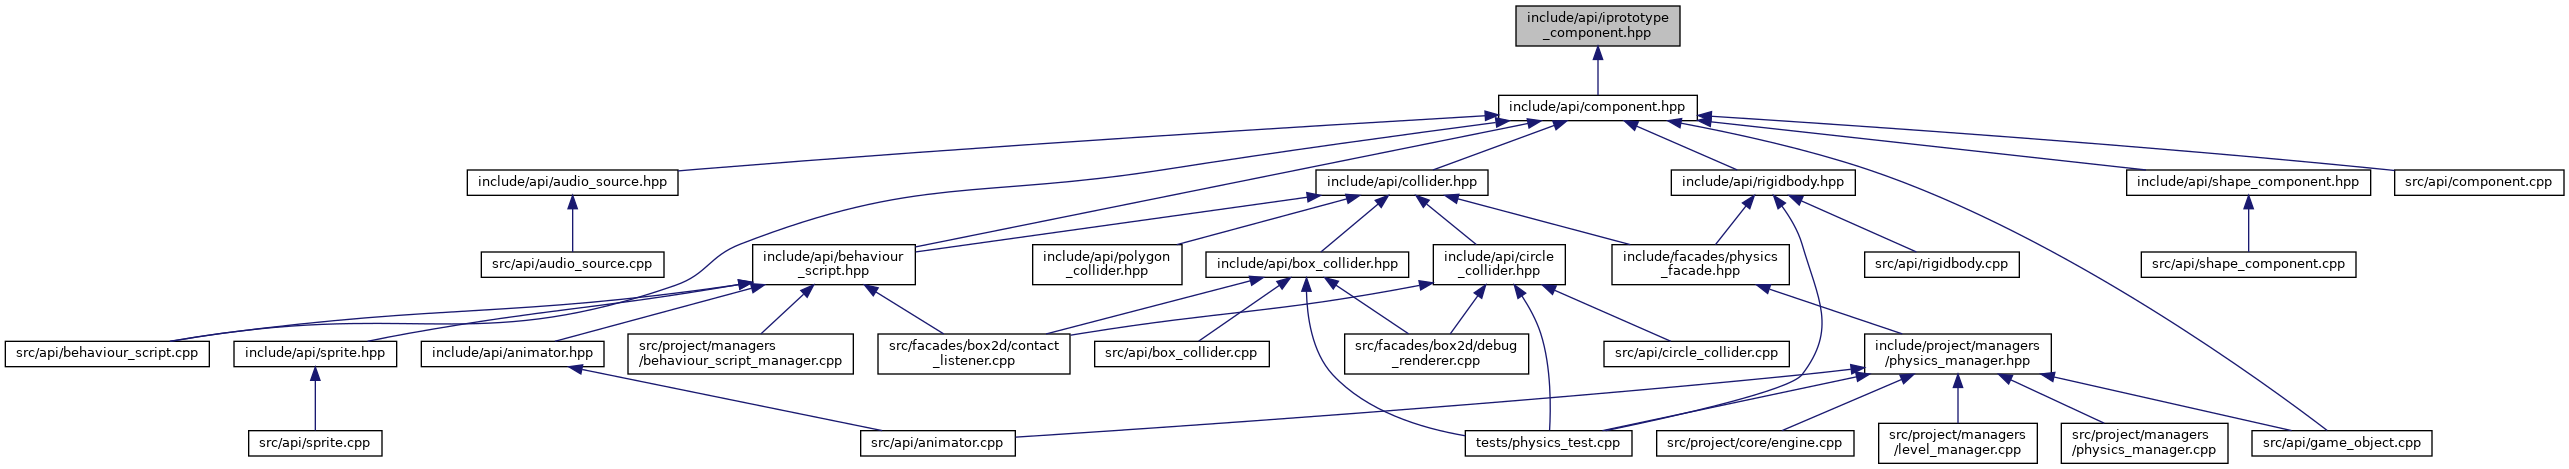 include/api/iprototype
_component.hpp
include/api/component.hpp
include/api/audio_source.hpp
include/api/collider.hpp
include/api/rigidbody.hpp
include/api/shape_component.hpp
src/api/component.cpp
src/api/audio_source.cpp
include/api/behaviour
_script.hpp
include/api/polygon
_collider.hpp
include/api/box_collider.hpp
include/api/circle
_collider.hpp
include/facades/physics
_facade.hpp
src/api/rigidbody.cpp
src/api/shape_component.cpp
src/api/behaviour_script.cpp
include/api/sprite.hpp
include/api/animator.hpp
src/project/managers
/behaviour_script_manager.cpp
src/facades/box2d/contact
_listener.cpp
src/api/box_collider.cpp
src/facades/box2d/debug
_renderer.cpp
src/api/circle_collider.cpp
include/project/managers
/physics_manager.hpp
src/api/sprite.cpp
src/api/animator.cpp
tests/physics_test.cpp
src/project/core/engine.cpp
src/project/managers
/level_manager.cpp
src/project/managers
/physics_manager.cpp
src/api/game_object.cpp